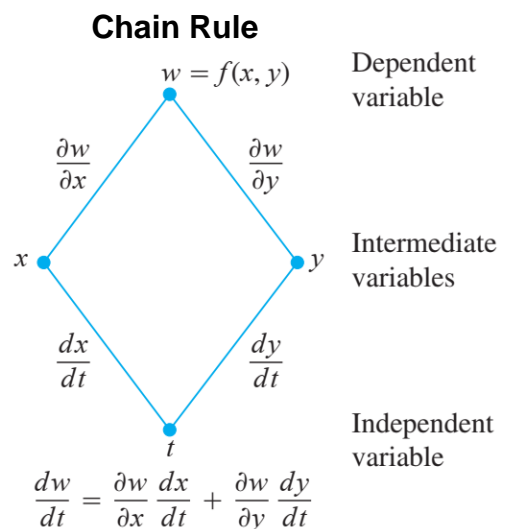 Chain Rule
w = f(x, y)
Dependent
variable
∂w/∂x
∂w/∂y
x
y
Intermediate
variables
dx/dt
dy/dt
t
Independent
variable
dw/dt = ∂w/∂x dx/dt + ∂w/∂y dy/dt